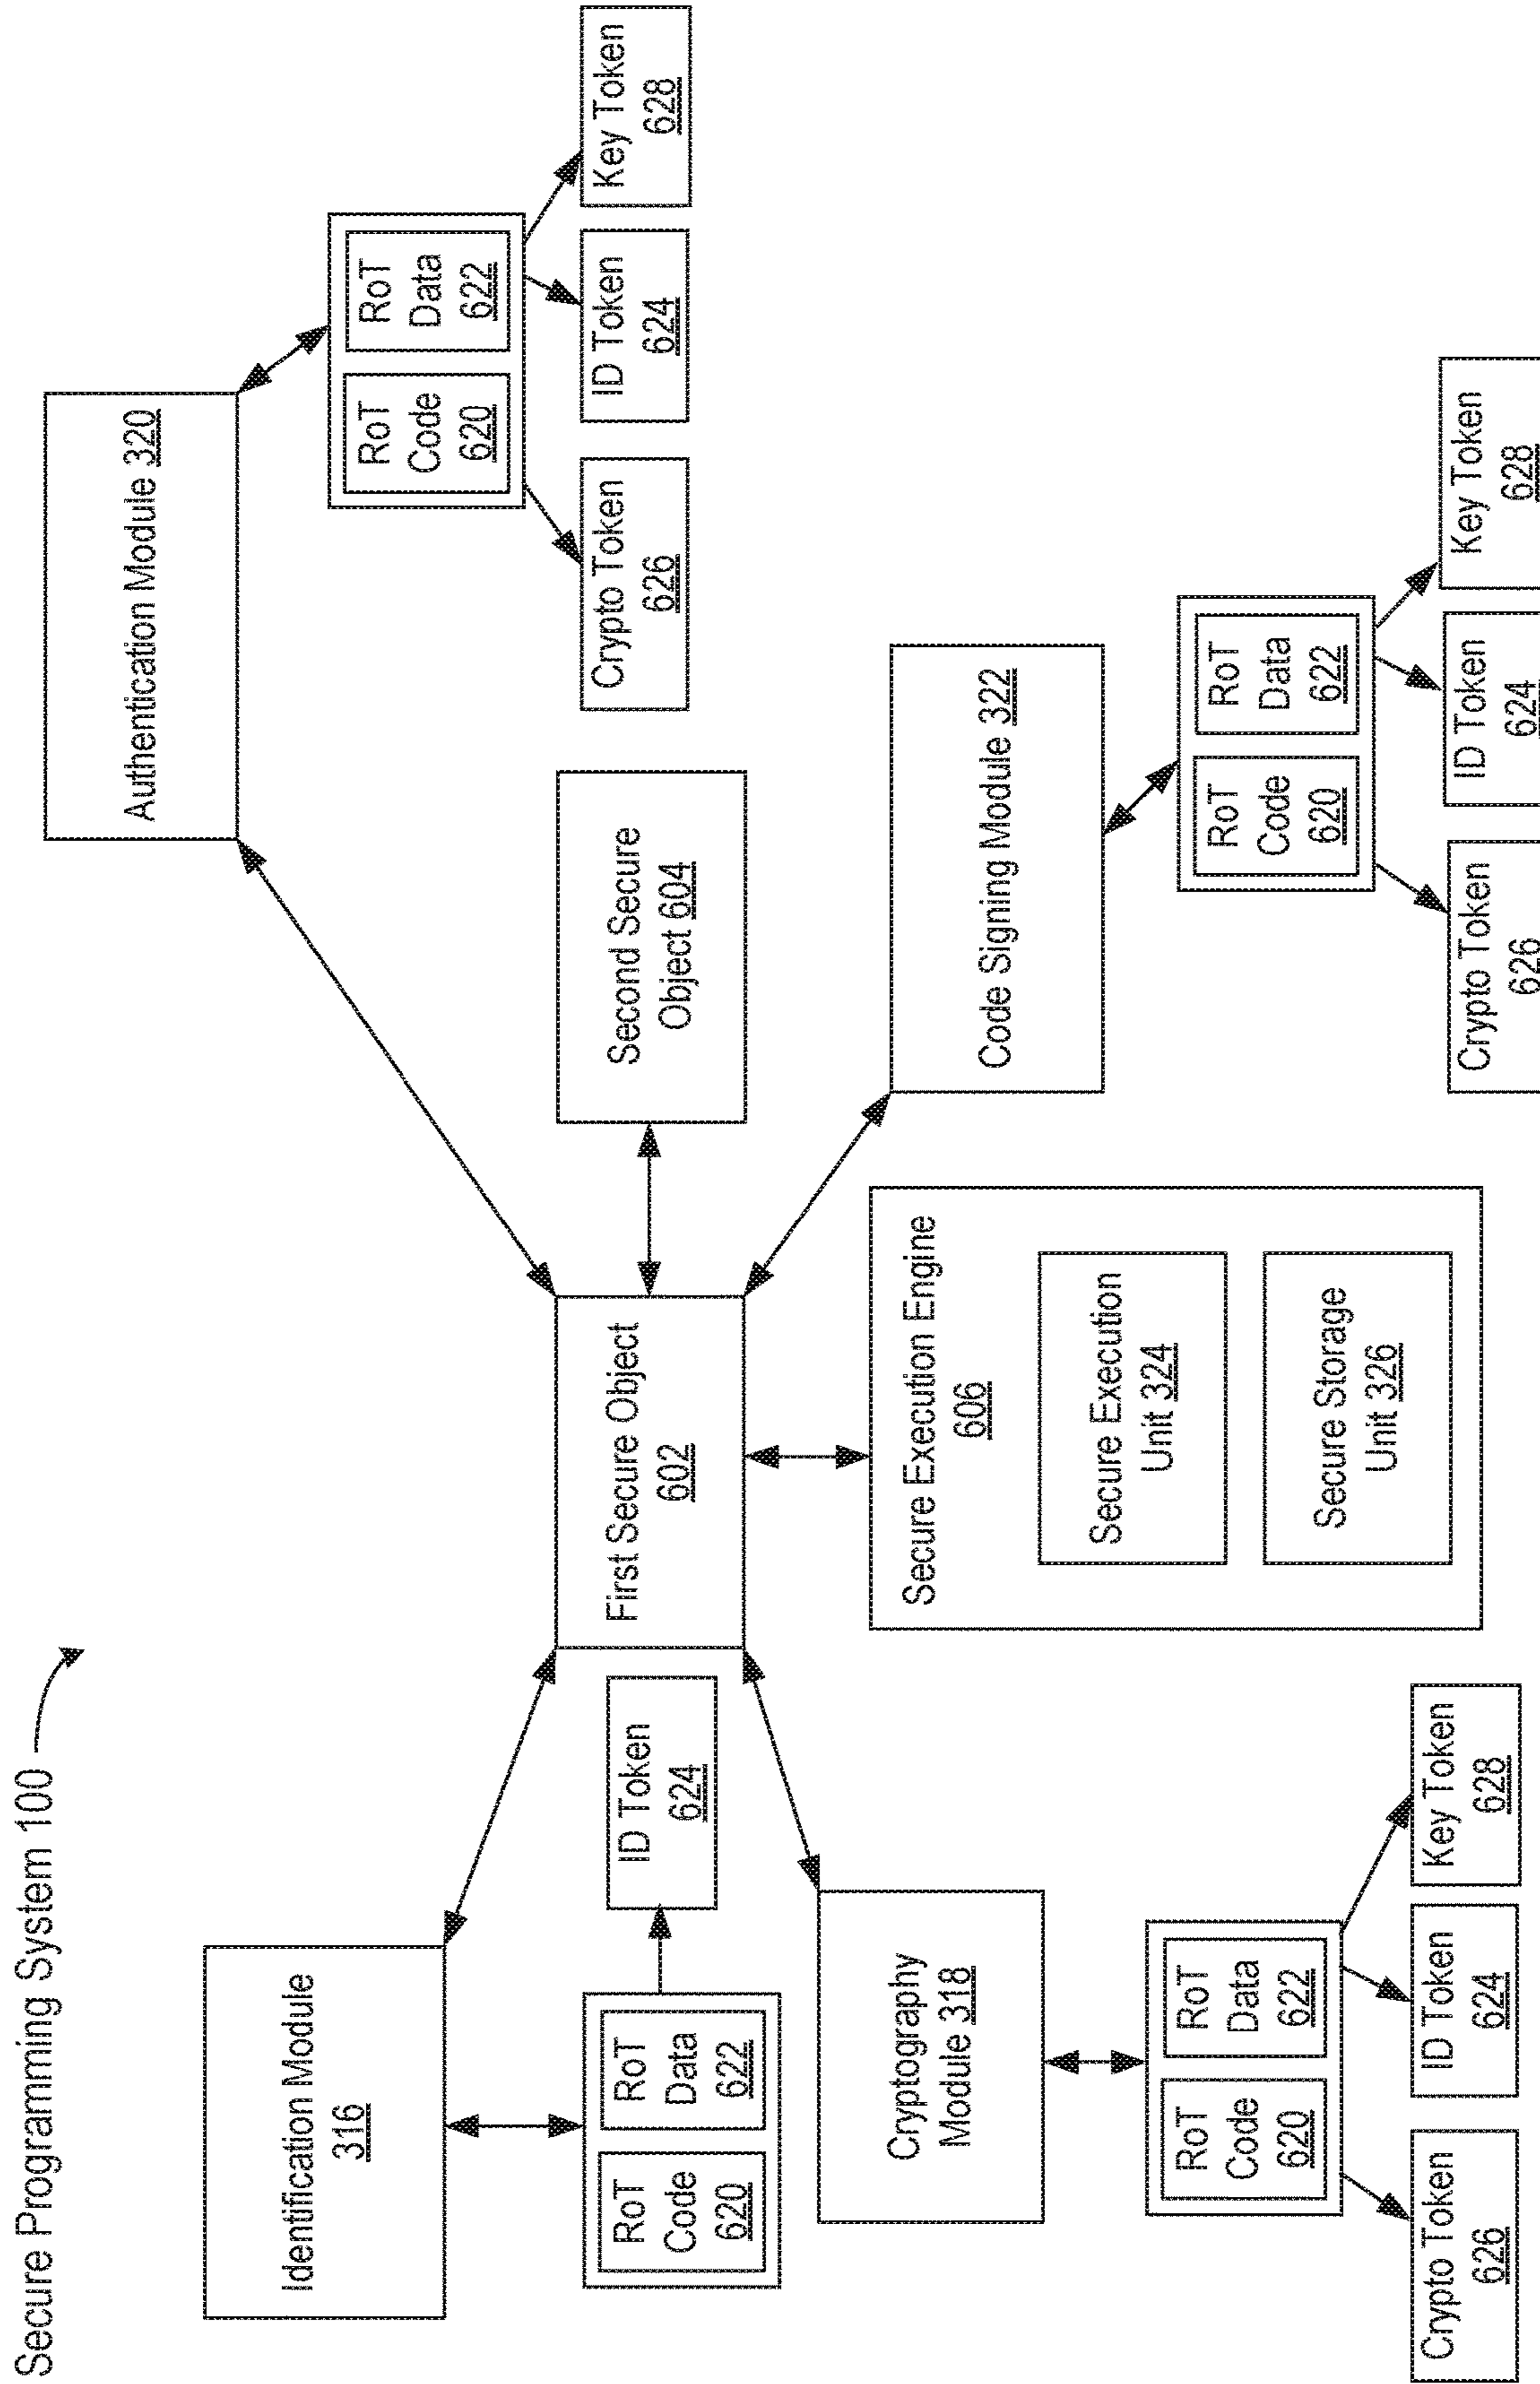 Secure Programming System 100
Identification Module
316
RoT
Code
620
RoT
Data
622
ID Token
624
First Secure Object
602
Second Secure
Object 604
Authentication Module 320
RoT
Code
620
RoT
Data
622
Crypto Token
626
ID Token
624
Key Token
628
Cryptography
Module 318
RoT
Code
620
RoT
Data
622
Crypto Token
626
ID Token
624
Key Token
628
Secure Execution Engine
606
Secure Execution
Unit 324
Secure Storage
Unit 326
Code Signing Module 322
RoT
Code
620
RoT
Data
622
Crypto Token
626
ID Token
624
Key Token
628